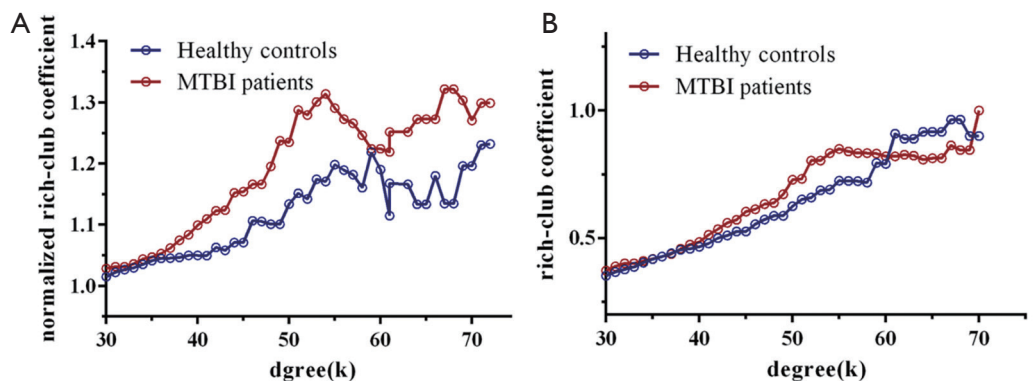 A
normalized rich-club coefficient
1.4
1.3
1.2
1.1
1.0
Healthy controls
MTBI patients
30 40 50 60 70
dgree(k)
B
rich-club coefficient
1.0
0.5
Healthy controls
MTBI patients
30 40 50 60 70
degree(k)